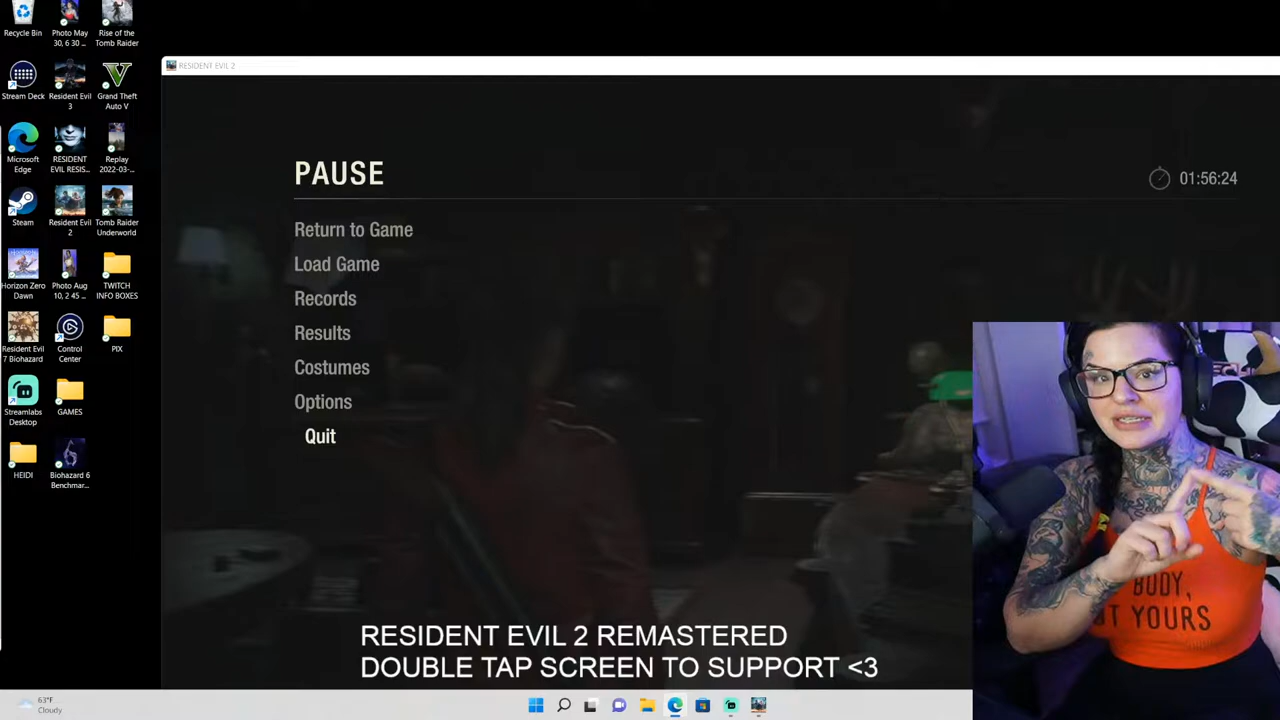 Recycle Bin
Photo May
30, 6 30 ...
Rise of the
Tomb Raider
Stream Deck
Resident Evil
3
Grand Theft
Auto V
Microsoft
Edge
RESIDENT
EVIL RESIS...
Replay
2022-03-...
Steam
Resident Evil
2
Tomb Raider
Underworld
Horizon Zero
Dawn
Photo Aug
10, 2 45 ...
TWITCH
INFO BOXES
Resident Evil
7 Biohazard
Control
Center
PIX
Streamlabs
Desktop
GAMES
HEIDI
Biohazard 6
Benchmar...
RESIDENT EVIL 2
PAUSE
01:56:24
Return to Game
Load Game
Records
Results
Costumes
Options
Quit
BODY,
YOURS
RESIDENT EVIL 2 REMASTERED
DOUBLE TAP SCREEN TO SUPPORT <3
63°F
Cloudy